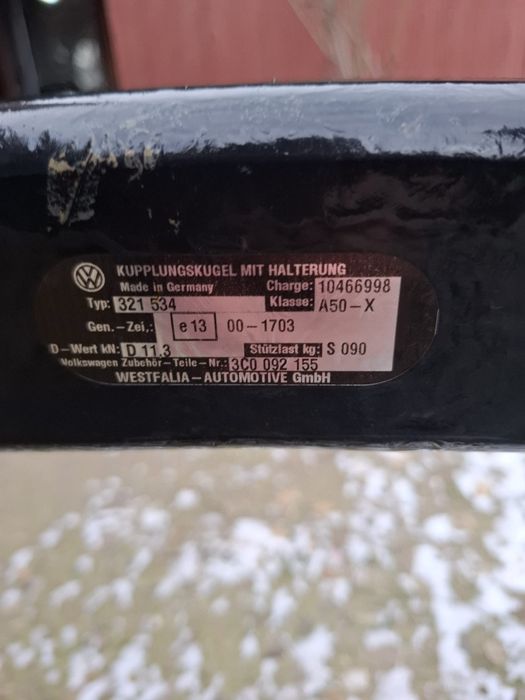 KUPPLUNGSKUGEL MIT HALTERUNG
Made in Germany Charge: 10466998
Typ: 321 534 Klasse: A50-X
Gen.-Zei,: e13 00-1703
D-Wert kN: D 11.3 Stützlast kg: S 090
Volkswagen Zubehör-Teile-Nr.: 3C0 092 155
WESTFALIA-AUTOMOTIVE GmbH